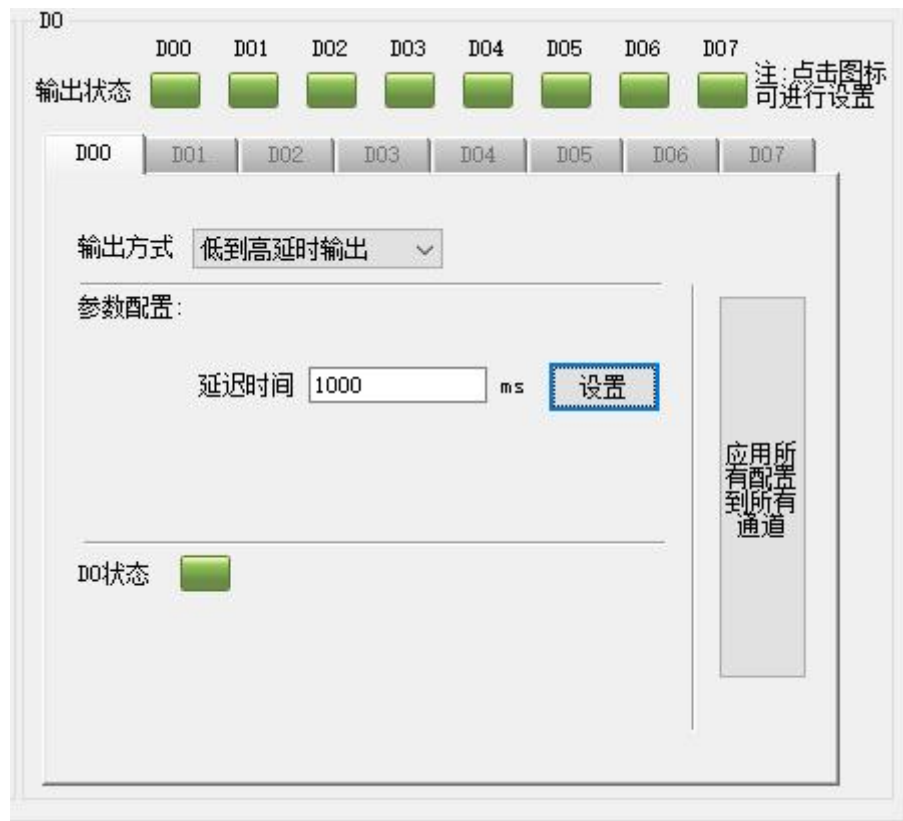 DO
DO0 DO1 DO2 DO3 DO4 DO5 DO6 DO7
输出状态
注:点击图标
可进行设置
DO0 DO1 DO2 DO3 DO4 DO5 DO6 DO7
输出方式 低到高延时输出
参数配置:
延迟时间 1000 ms 设置
应用所
有配置
到所有
通道
DO状态